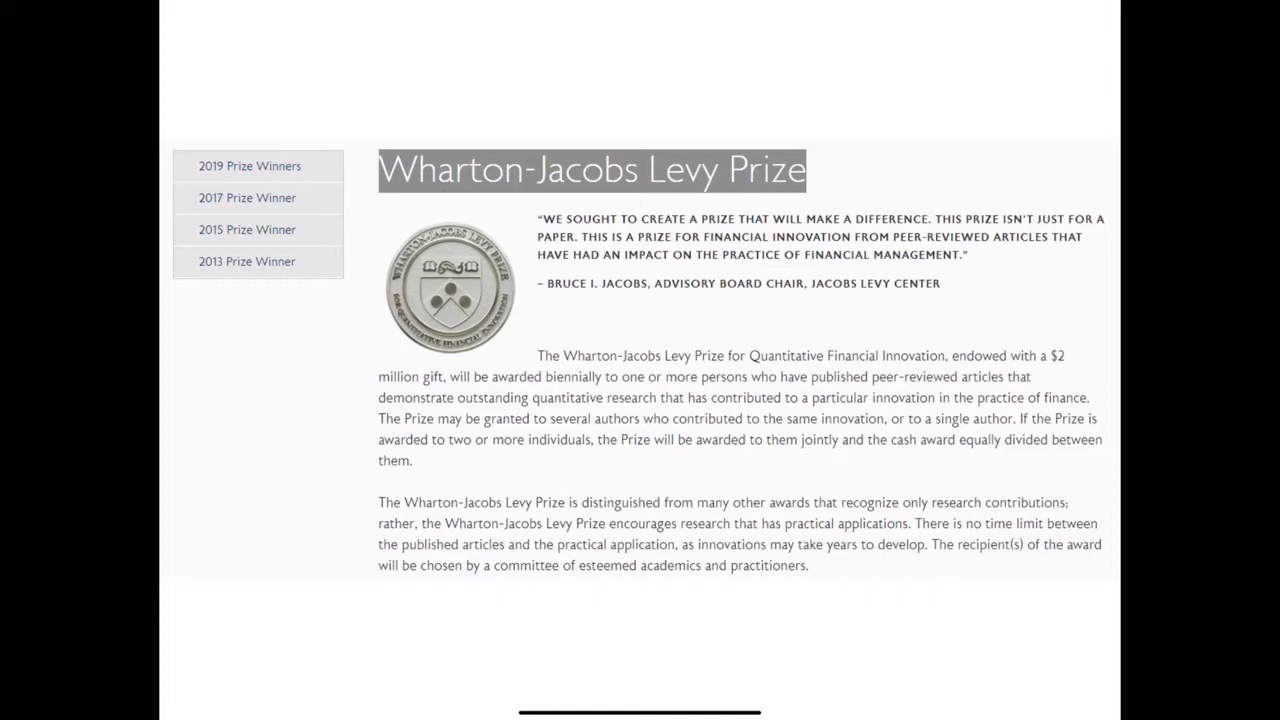 2019 Prize Winners
2017 Prize Winner
2015 Prize Winner
2013 Prize Winner
Wharton-Jacobs Levy Prize
WHARTON-JACOBS LEVY PRIZE
FOR QUANTITATIVE FINANCIAL INNOVATION
“WE SOUGHT TO CREATE A PRIZE THAT WILL MAKE A DIFFERENCE. THIS PRIZE ISN’T JUST FOR A
PAPER. THIS IS A PRIZE FOR FINANCIAL INNOVATION FROM PEER-REVIEWED ARTICLES THAT
HAVE HAD AN IMPACT ON THE PRACTICE OF FINANCIAL MANAGEMENT.”
– BRUCE I. JACOBS, ADVISORY BOARD CHAIR, JACOBS LEVY CENTER
The Wharton-Jacobs Levy Prize for Quantitative Financial Innovation, endowed with a $2
million gift, will be awarded biennially to one or more persons who have published peer-reviewed articles that
demonstrate outstanding quantitative research that has contributed to a particular innovation in the practice of finance.
The Prize may be granted to several authors who contributed to the same innovation, or to a single author. If the Prize is
awarded to two or more individuals, the Prize will be awarded to them jointly and the cash award equally divided between
them.
The Wharton-Jacobs Levy Prize is distinguished from many other awards that recognize only research contributions;
rather, the Wharton-Jacobs Levy Prize encourages research that has practical applications. There is no time limit between
the published articles and the practical application, as innovations may take years to develop. The recipient(s) of the award
will be chosen by a committee of esteemed academics and practitioners.